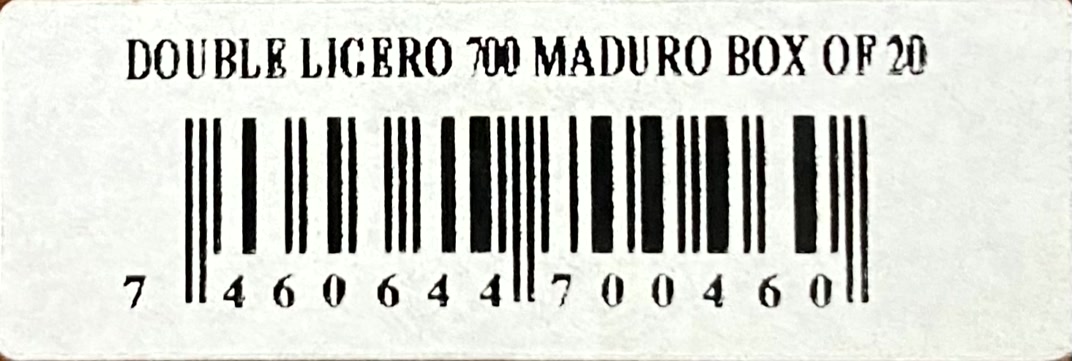 DOUBLE LIGERO 700 MADURO BOX OF 20
7 460644 700460